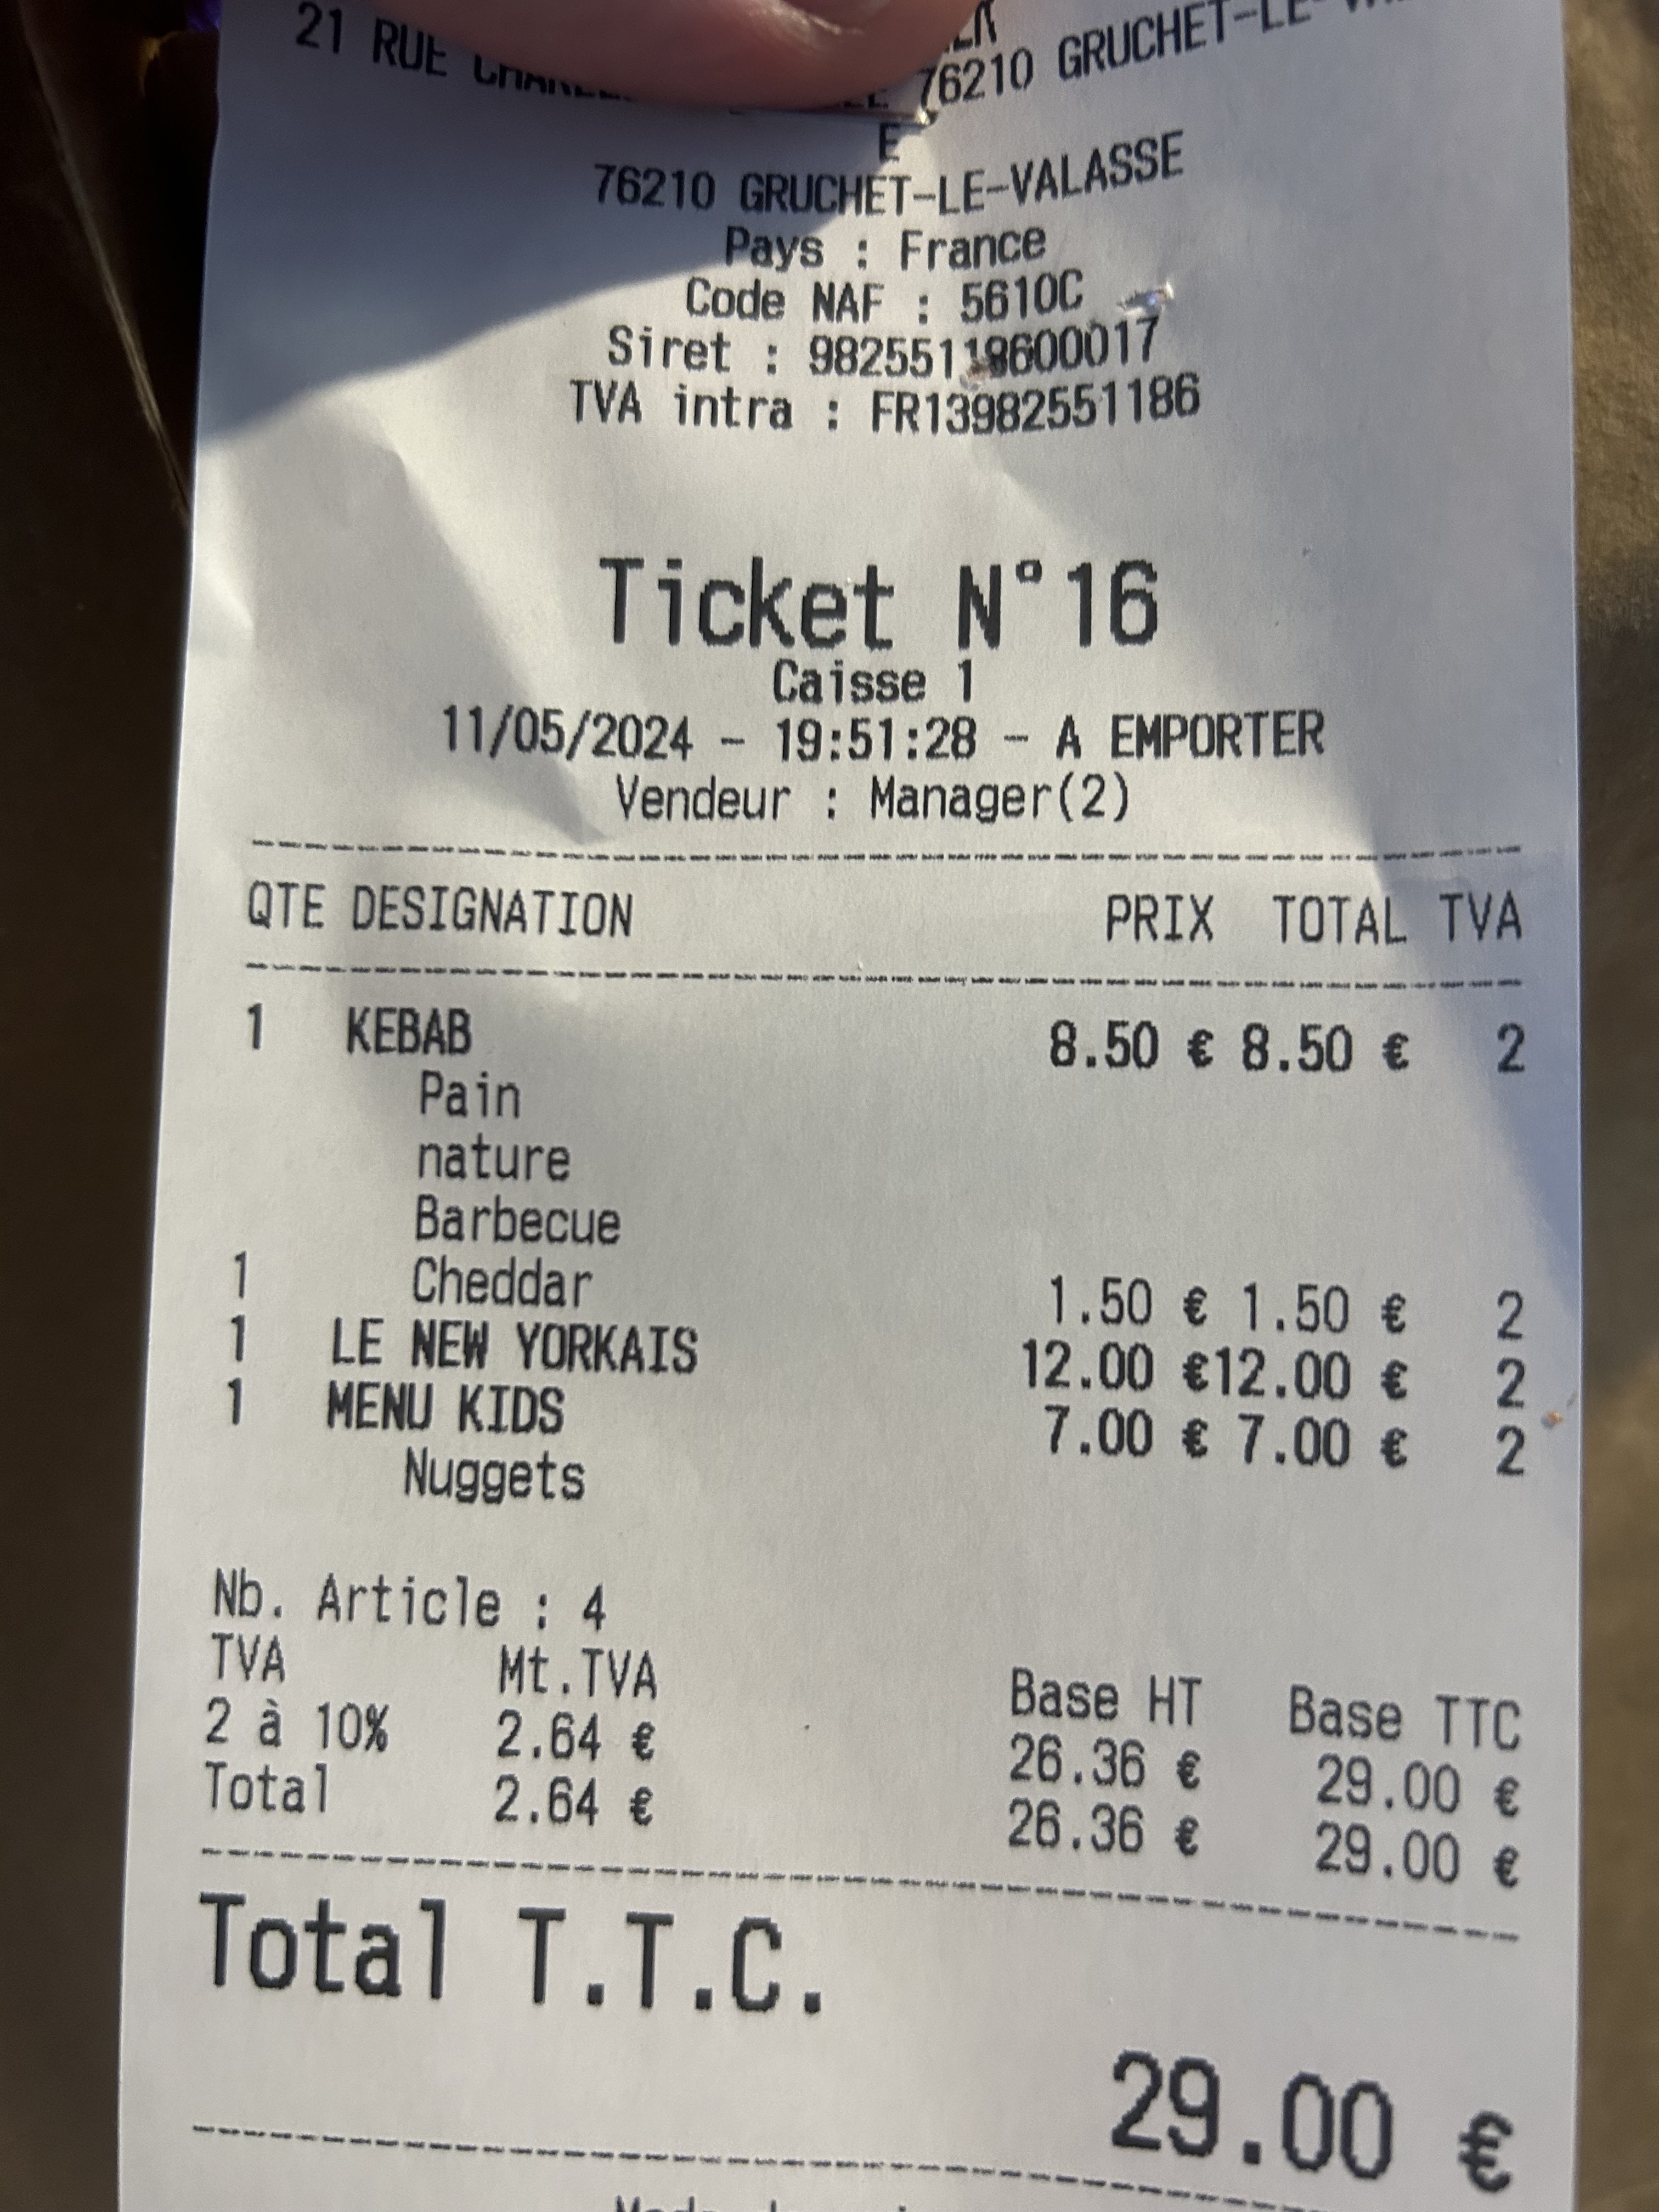 21 RUE 76210 GRUCHET-LE-
E
76210 GRUCHET-LE-VALASSE
Pays : France
Code NAF : 5610C
Siret : 98255118600017
TVA intra : FR13982551186
Ticket N°16
Caisse 1
11/05/2024 - 19:51:28 - A EMPORTER
Vendeur : Manager(2)
QTE DESIGNATION PRIX TOTAL TVA
1 KEBAB 8.50 € 8.50 € 2
Pain
nature
Barbecue
1 Cheddar 1.50 € 1.50 € 2
1 LE NEW YORKAIS 12.00 €12.00 € 2
1 MENU KIDS 7.00 € 7.00 € 2
Nuggets
Nb. Article : 4
TVA Mt.TVA Base HT Base TTC
2 à 10% 2.64 € 26.36 € 29.00 €
Total 2.64 € 26.36 € 29.00 €
Total T.T.C.
29.00 €